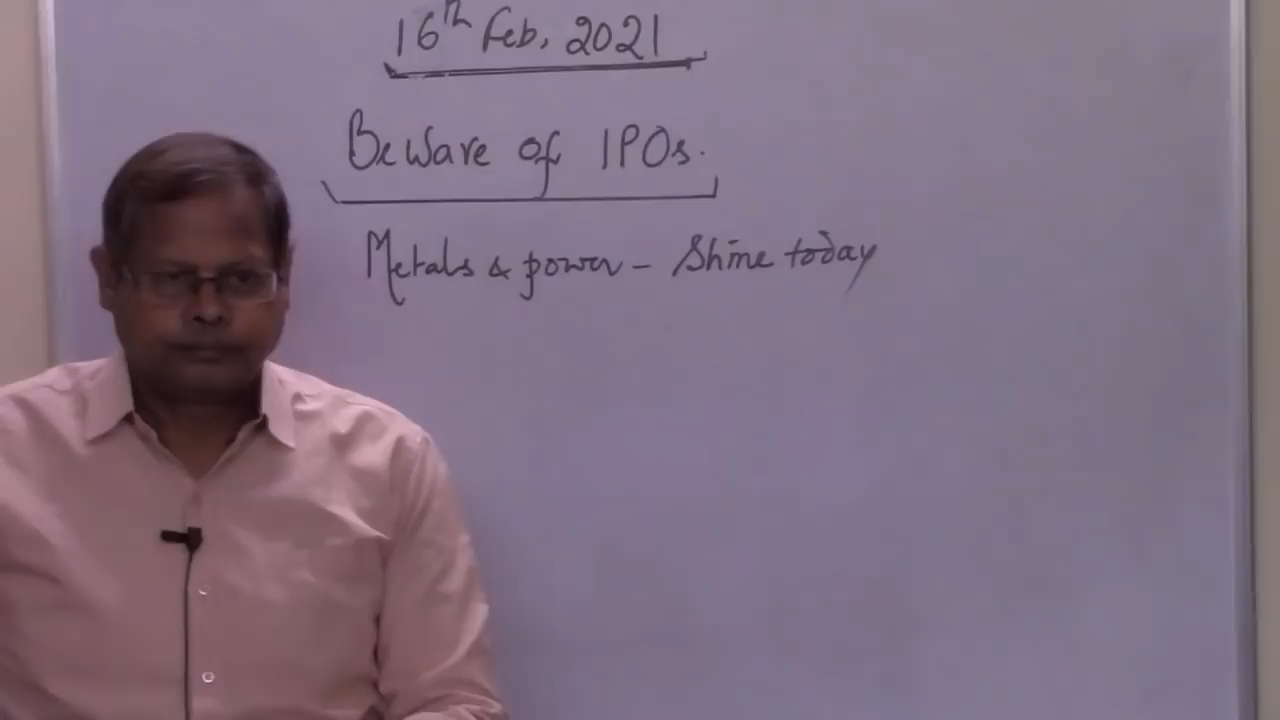 16th Feb, 2021
Beware of IPOs.
Metals & power - Shine today